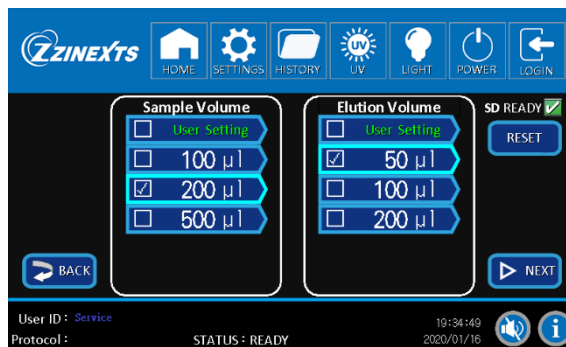 ZINEXTS
HOME SETTINGS HISTORY UV LIGHT POWER LOGIN
Sample Volume
User Setting
100 μl
200 μl
500 μl
Elution Volume
User Setting
50 μl
100 μl
200 μl
SD READY
RESET
BACK
NEXT
User ID : Service
Protocol :
STATUS : READY
19:34:49
2020/01/16